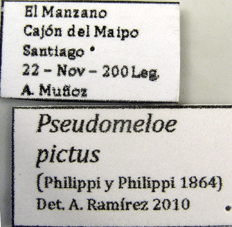 El Manzano
Cajón del Maipo
Santiago
22 - Nov - 200 Leg.
A. Muñoz
Pseudomeloe
pictus
(Philippi y Philippi 1864)
Det. A. Ramírez 2010